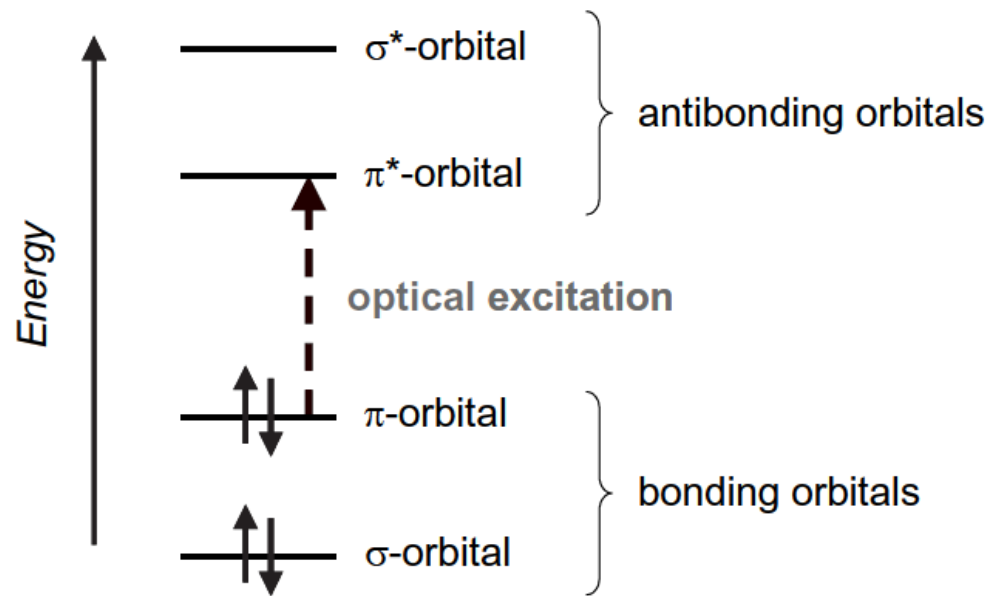 σ*-orbital
antibonding orbitals
π*-orbital
Energy
optical excitation
π-orbital
bonding orbitals
σ-orbital